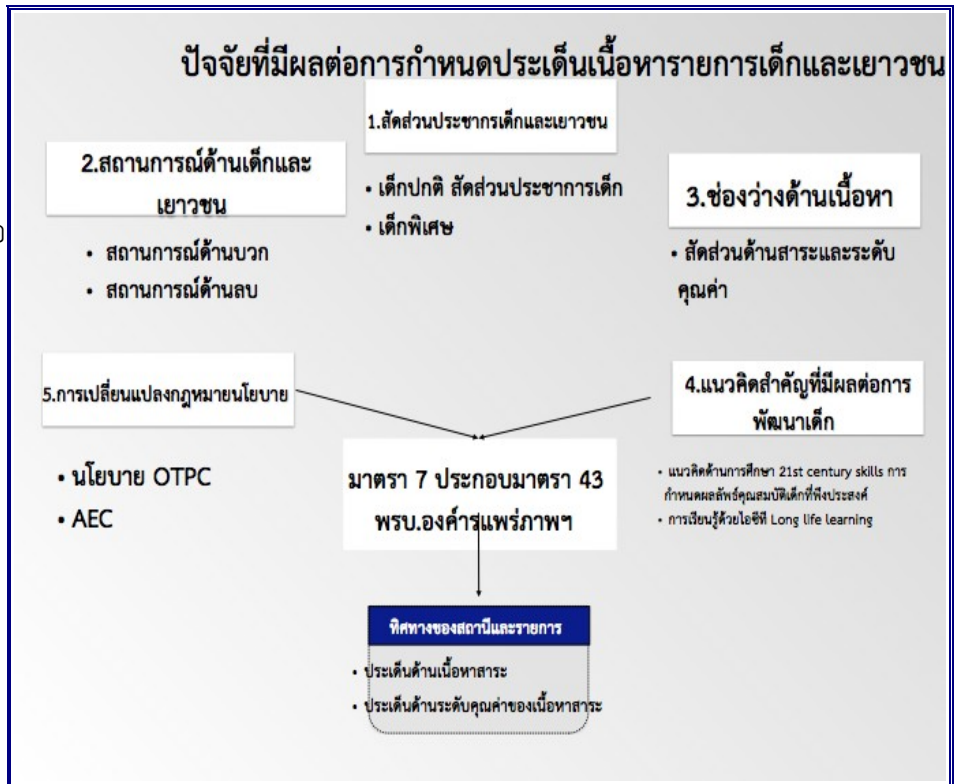 ปัจจัยที่มีผลต่อการกำหนดประเด็นเนื้อหารายการเด็กและเยาวชน
1.สัดส่วนประชากรเด็กและเยาวชน
• เด็กปกติ สัดส่วนประชาการเด็ก
• เด็กพิเศษ
2.สถานการณ์ด้านเด็กและ
เยาวชน
• สถานการณ์ด้านบวก
• สถานการณ์ด้านลบ
3.ช่องว่างด้านเนื้อหา
• สัดส่วนด้านสาระและระดับ
คุณค่า
4.แนวคิดสำคัญที่มีผลต่อการ
พัฒนาเด็ก
• แนวคิดด้านการศึกษา 21st century skills การ
กำหนดผลลัพธ์คุณสมบัติเด็กที่พึงประสงค์
• การเรียนรู้ด้วยไอซีที Long life learning
5.การเปลี่ยนแปลงกฎหมายนโยบาย
• นโยบาย OTPC
• AEC
มาตรา 7 ประกอบมาตรา 43
พรบ.องค์การแพร่ภาพฯ
ทิศทางของสถานีและรายการ
• ประเด็นด้านเนื้อหาสาระ
• ประเด็นด้านระดับคุณค่าของเนื้อหาสาระ